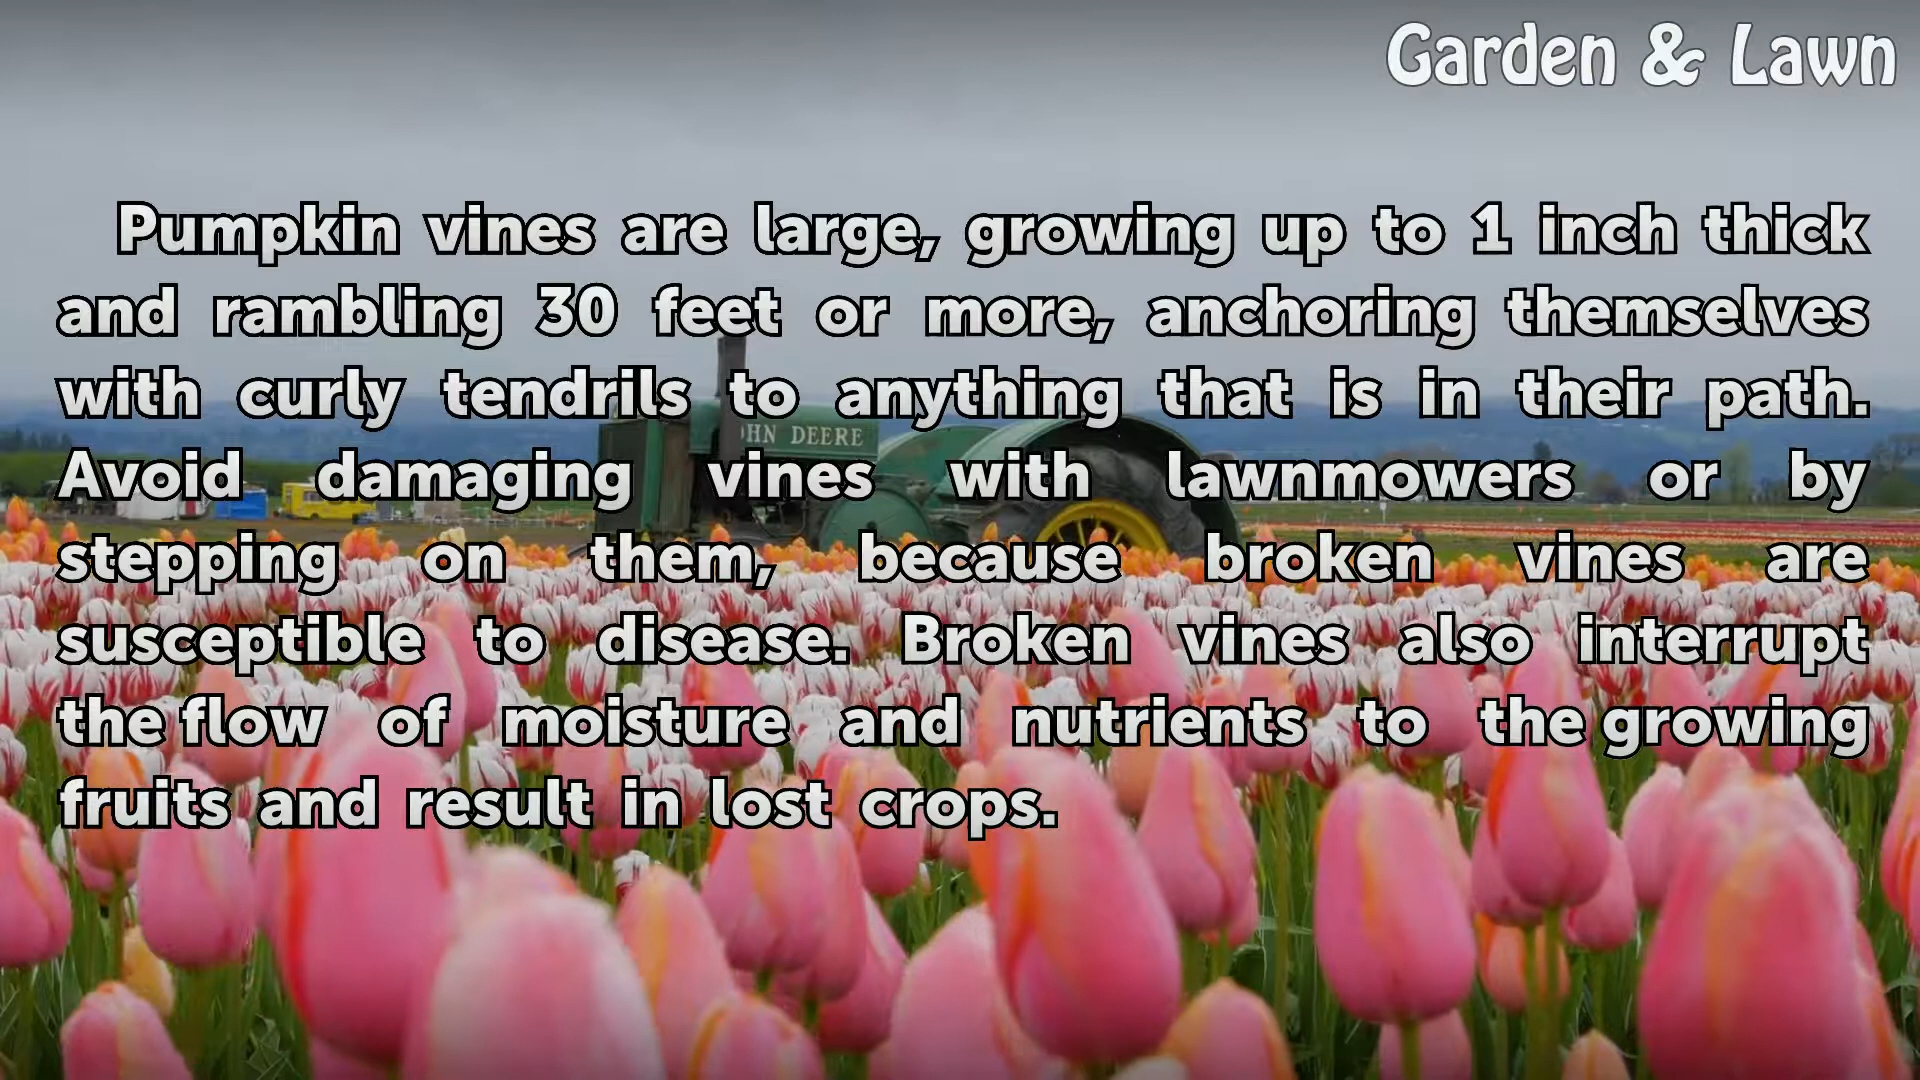 Garden & Lawn
Pumpkin vines are large, growing up to 1 inch thick
and rambling 30 feet or more, anchoring themselves
with curly tendrils to anything that is in their path.
HN DEERE
Avoid damaging vines with lawnmowers or by
stepping on them, because broken vines are
susceptible to disease. Broken vines also interrupt
the flow of moisture and nutrients to the growing
fruits and result in lost crops.